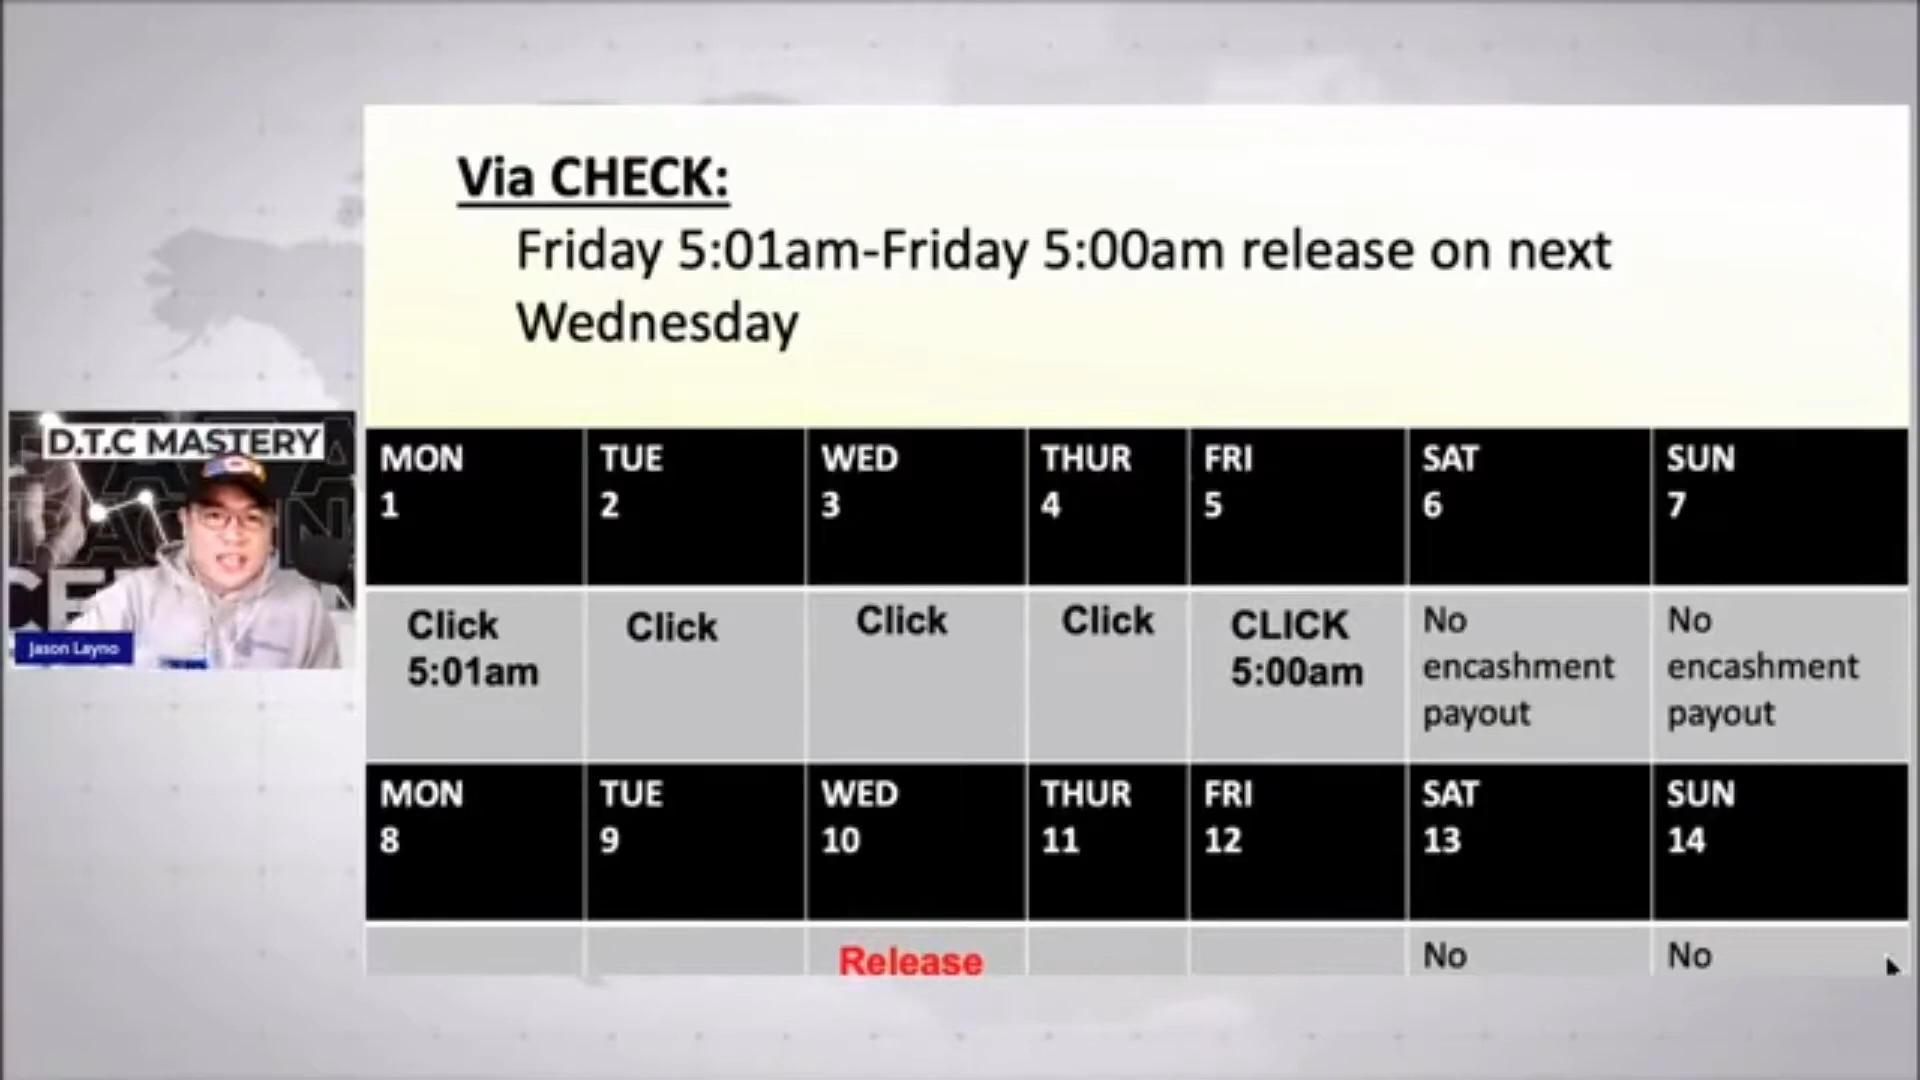 Via CHECK:
Friday 5:01am-Friday 5:00am release on next
Wednesday
D.T.C MASTERY
Jason Layno
MON TUE WED THUR FRI SAT SUN
1 2 3 4 5 6 7
Click Click Click Click CLICK No No
5:01am 5:00am encashment encashment
payout payout
MON TUE WED THUR FRI SAT SUN
8 9 10 11 12 13 14
Release No No